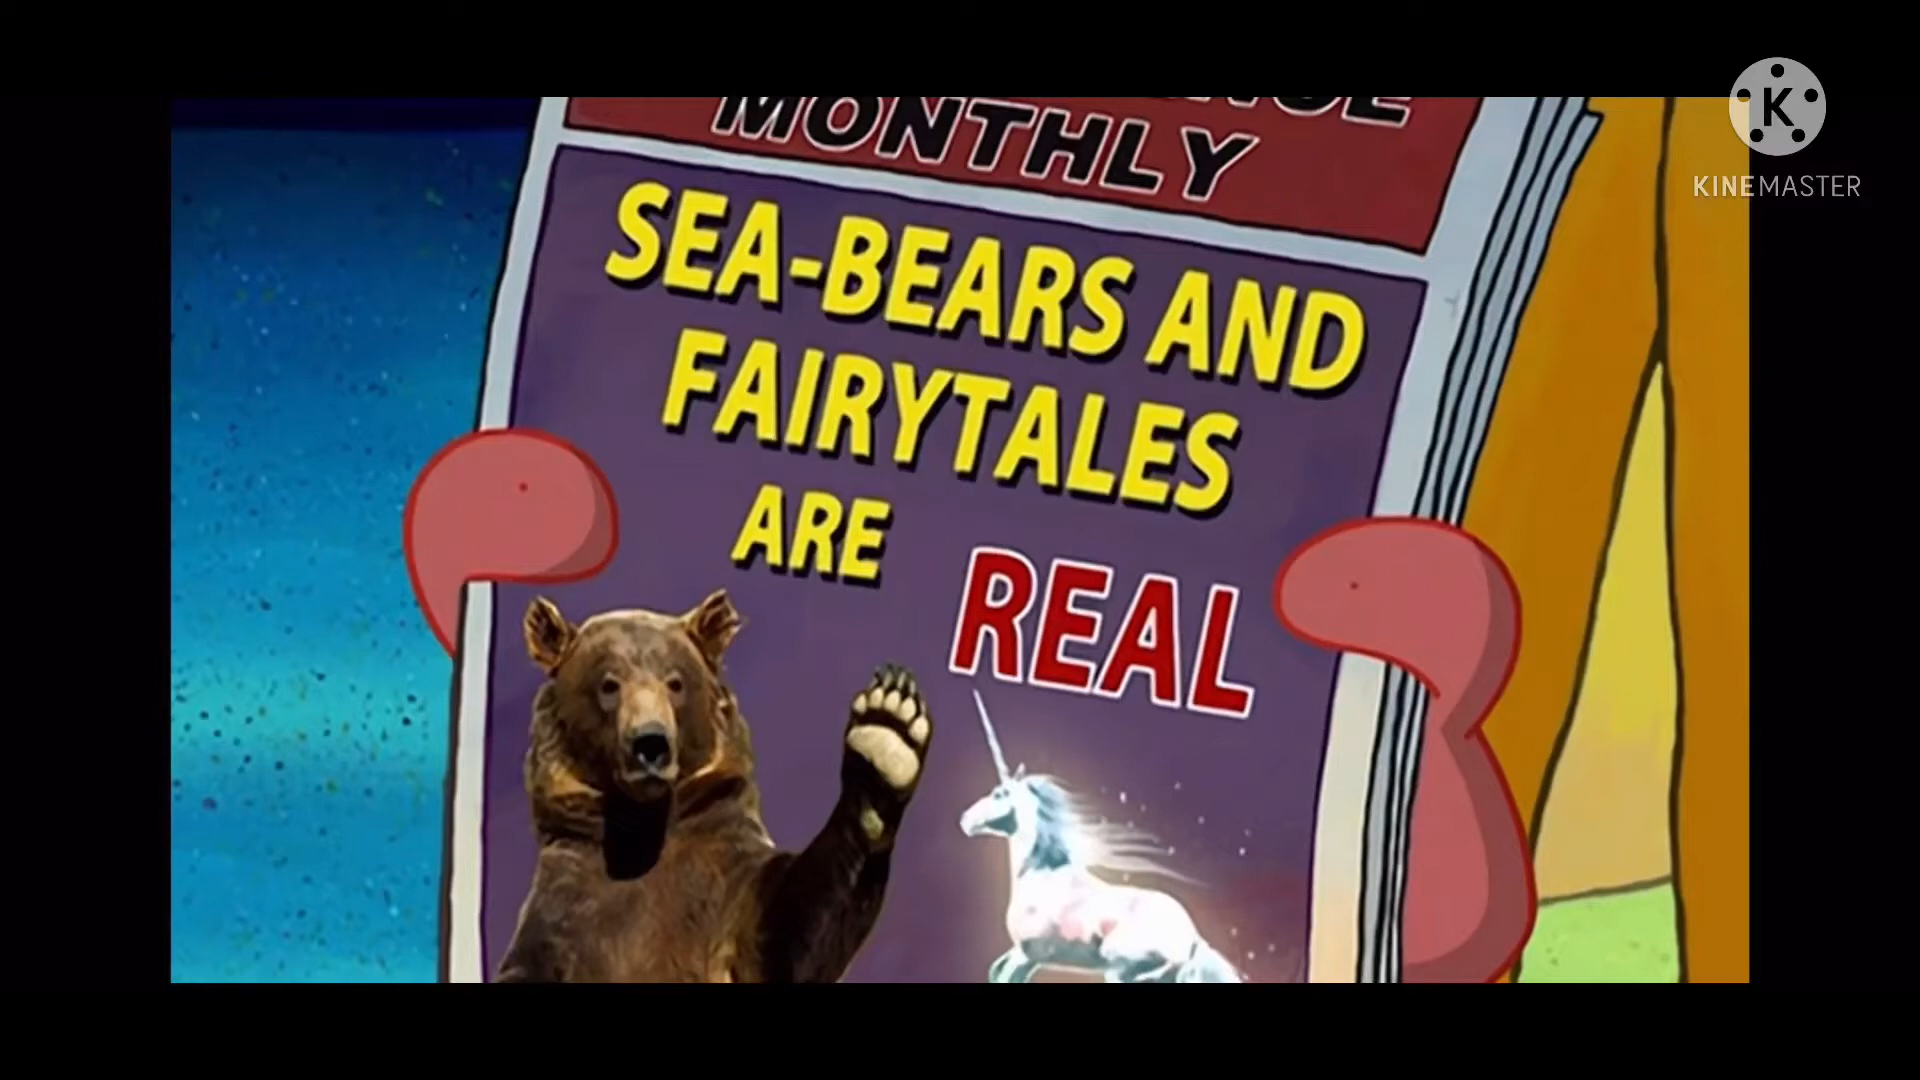 MONTHLY
SEA-BEARS AND
FAIRYTALES
ARE REAL
K
KINEMASTER